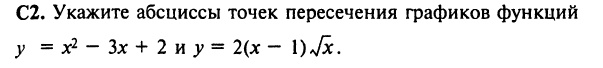 С2. Укажите абсциссы точек пересечения графиков функций
y = x² − 3x + 2 и y = 2(x − 1)√x.